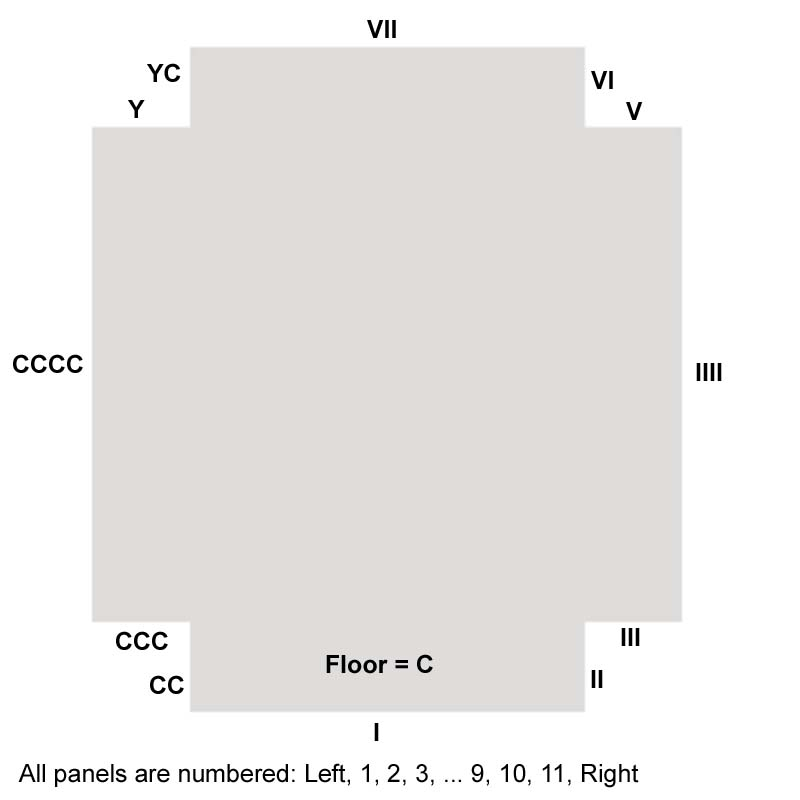 VII
YC
VI
Y
V
CCCC
IIII
CCC
III
Floor = C
CC
II
I
All panels are numbered: Left, 1, 2, 3, ... 9, 10, 11, Right